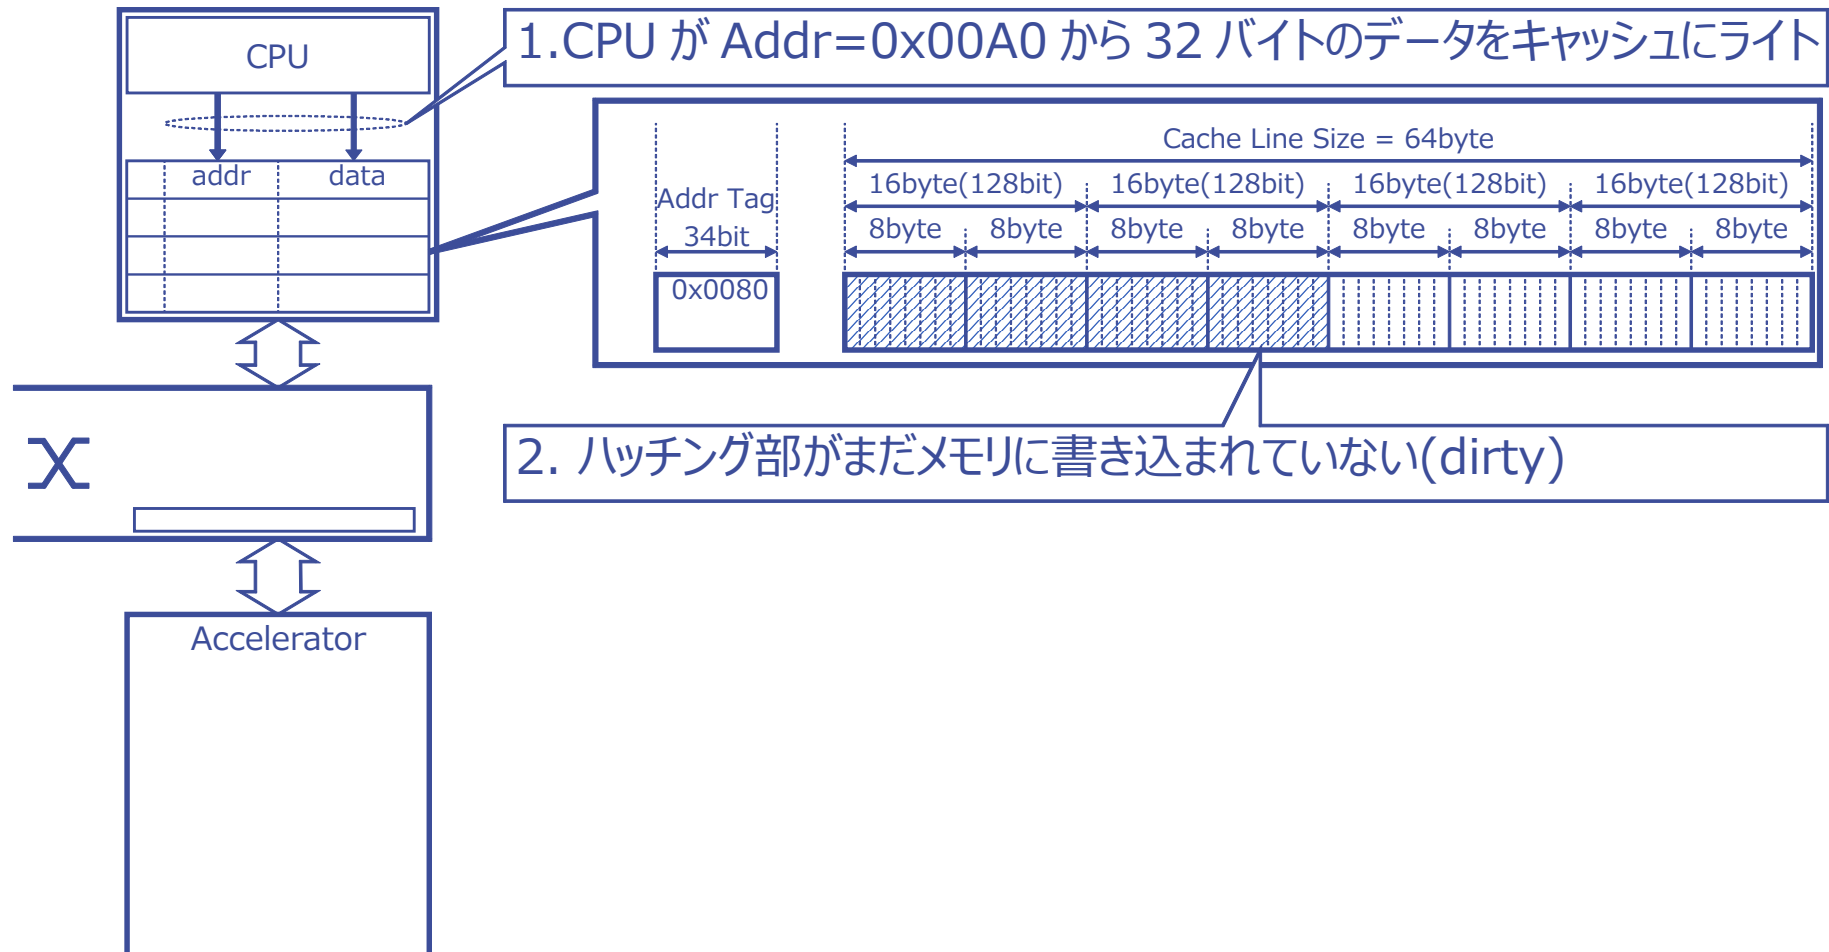 1.CPU が Addr=0x00A0 から 32 バイトのデータをキャッシュにライト
CPU
addr data
Cache Line Size = 64byte
16byte(128bit) 16byte(128bit) 16byte(128bit) 16byte(128bit)
Addr Tag
34bit
8byte 8byte 8byte 8byte 8byte 8byte 8byte 8byte
0x0080
2. ハッチング部がまだメモリに書き込まれていない(dirty)
Accelerator